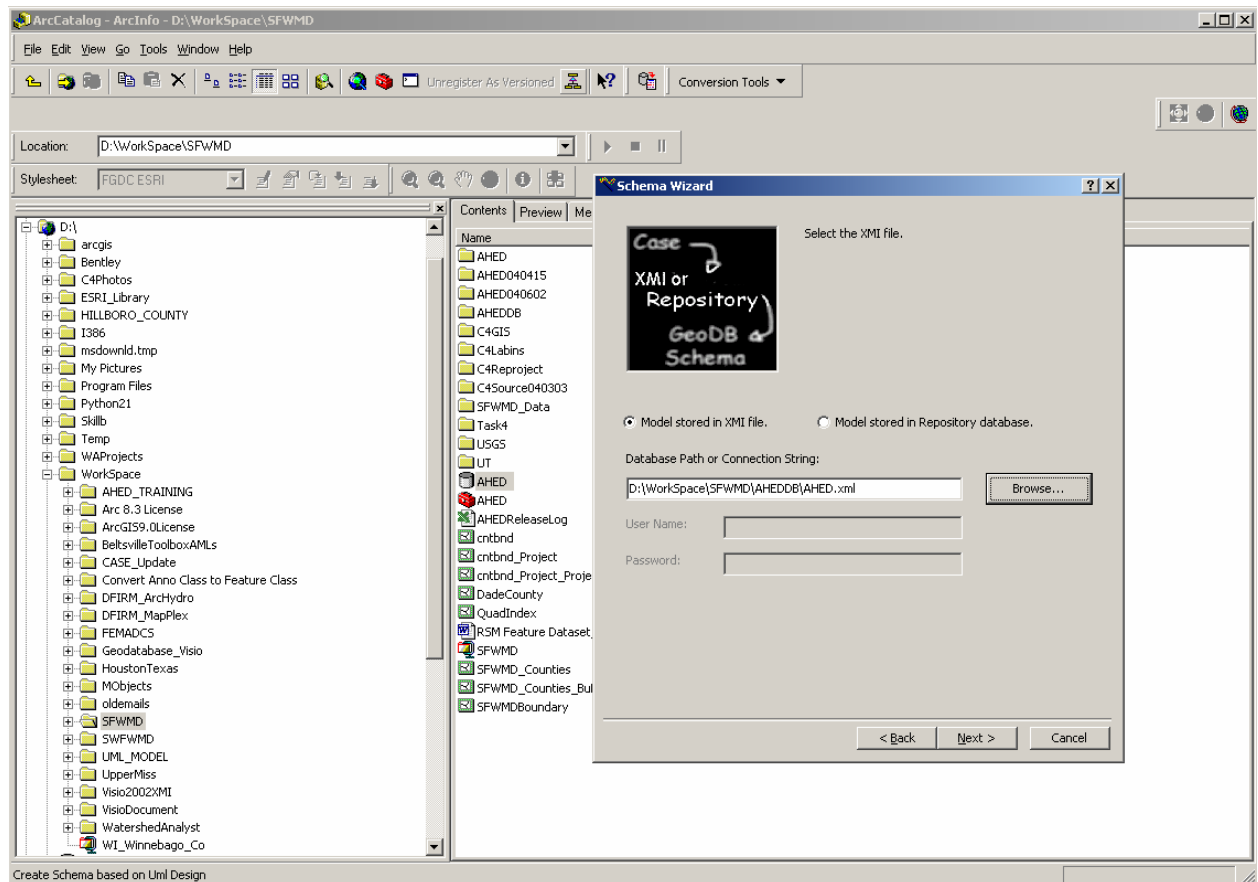 ArcCatalog - ArcInfo - D:\WorkSpace\SFWMD
File Edit View Go Tools Window Help
Unregister As Versioned
Conversion Tools
Location:
D:\WorkSpace\SFWMD
Stylesheet:
FGDC ESRI
D:\
arcgis
Bentley
C4Photos
ESRI_Library
HILLBORO_COUNTY
I386
msdownld.tmp
My Pictures
Program Files
Python21
Skillb
Temp
WAProjects
WorkSpace
AHED_TRAINING
Arc 8.3 License
ArcGIS9.0License
BeltsvilleToolboxAMLs
CASE_Update
Convert Anno Class to Feature Class
DFIRM_ArcHydro
DFIRM_MapPlex
FEMADCS
Geodatabase_Visio
HoustonTexas
MObjects
oldemails
SFWMD
SWFWMD
UML_MODEL
UpperMiss
Visio2002XMI
VisioDocument
WatershedAnalyst
WI_Winnebago_Co
Contents Preview Me
Name
AHED
AHED040415
AHED040602
AHEDDB
C4GIS
C4Labins
C4Reproject
C4Source040303
SFWMD_Data
Task4
USGS
UT
AHED
AHED
AHEDReleaseLog
cntbnd
cntbnd_Project
cntbnd_Project_Proje
DadeCounty
QuadIndex
RSM Feature Dataset_
SFWMD
SFWMD_Counties
SFWMD_Counties_Buf
SFWMDBoundary
Schema Wizard
Case
XMI or
Repository
GeoDB
Schema
Select the XMI file.
Model stored in XMI file.
Model stored in Repository database.
Database Path or Connection String:
D:\WorkSpace\SFWMD\AHEDDB\AHED.xml
Browse...
User Name:
Password:
< Back
Next >
Cancel
Create Schema based on Uml Design